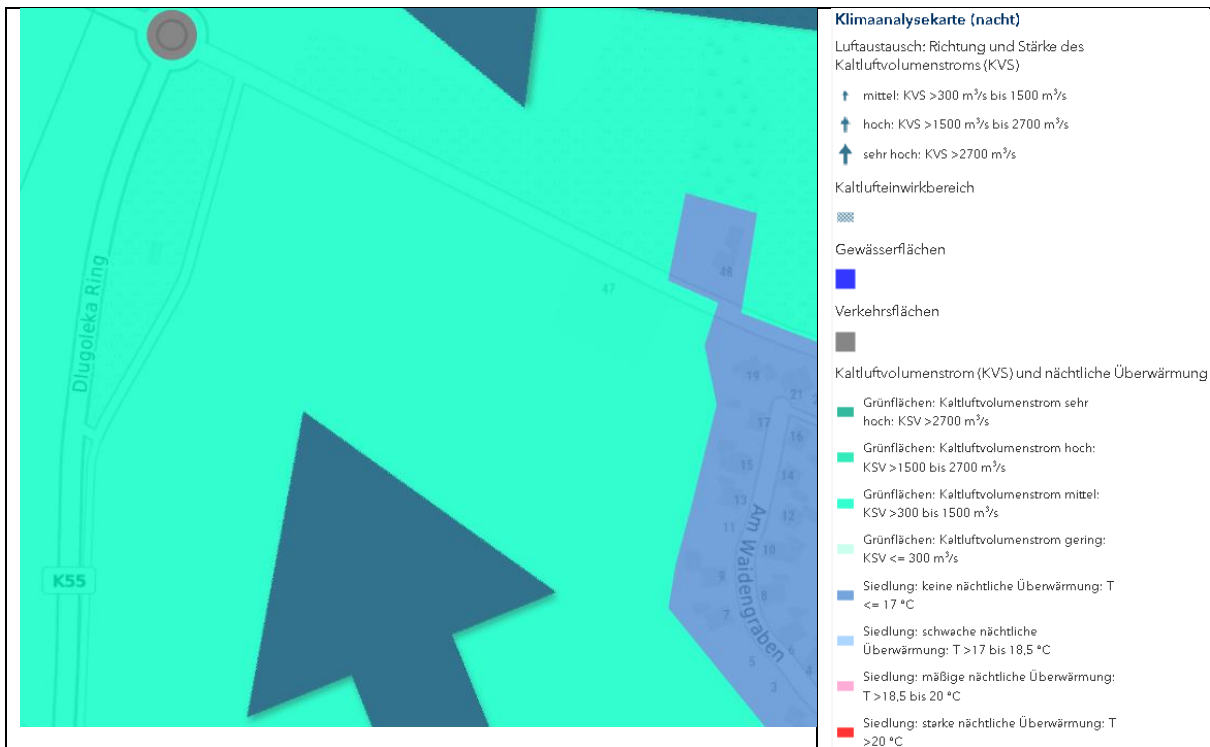 Dlugoleka Ring
K55
47
48
19
21
17
16
15
14
13
12
11
10
9
8
7
6
5
4
3
Am Waidengraben
Klimaanalysekarte (nacht)
Luftaustausch: Richtung und Stärke des
Kaltluftvolumenstroms (KVS)
mittel: KVS >300 m³/s bis 1500 m³/s
hoch: KVS >1500 m³/s bis 2700 m³/s
sehr hoch: KVS >2700 m³/s
Kaltlufteinwirkbereich
Gewässerflächen
Verkehrsflächen
Kaltluftvolumenstrom (KVS) und nächtliche Überwärmung
Grünflächen: Kaltluftvolumenstrom sehr
hoch: KSV >2700 m³/s
Grünflächen: Kaltluftvolumenstrom hoch:
KSV >1500 bis 2700 m³/s
Grünflächen: Kaltluftvolumenstrom mittel:
KSV >300 bis 1500 m³/s
Grünflächen: Kaltluftvolumenstrom gering:
KSV <= 300 m³/s
Siedlung: keine nächtliche Überwärmung: T
<= 17 °C
Siedlung: schwache nächtliche
Überwärmung: T >17 bis 18,5 °C
Siedlung: mäßige nächtliche Überwärmung:
T >18,5 bis 20 °C
Siedlung: starke nächtliche Überwärmung: T
>20 °C